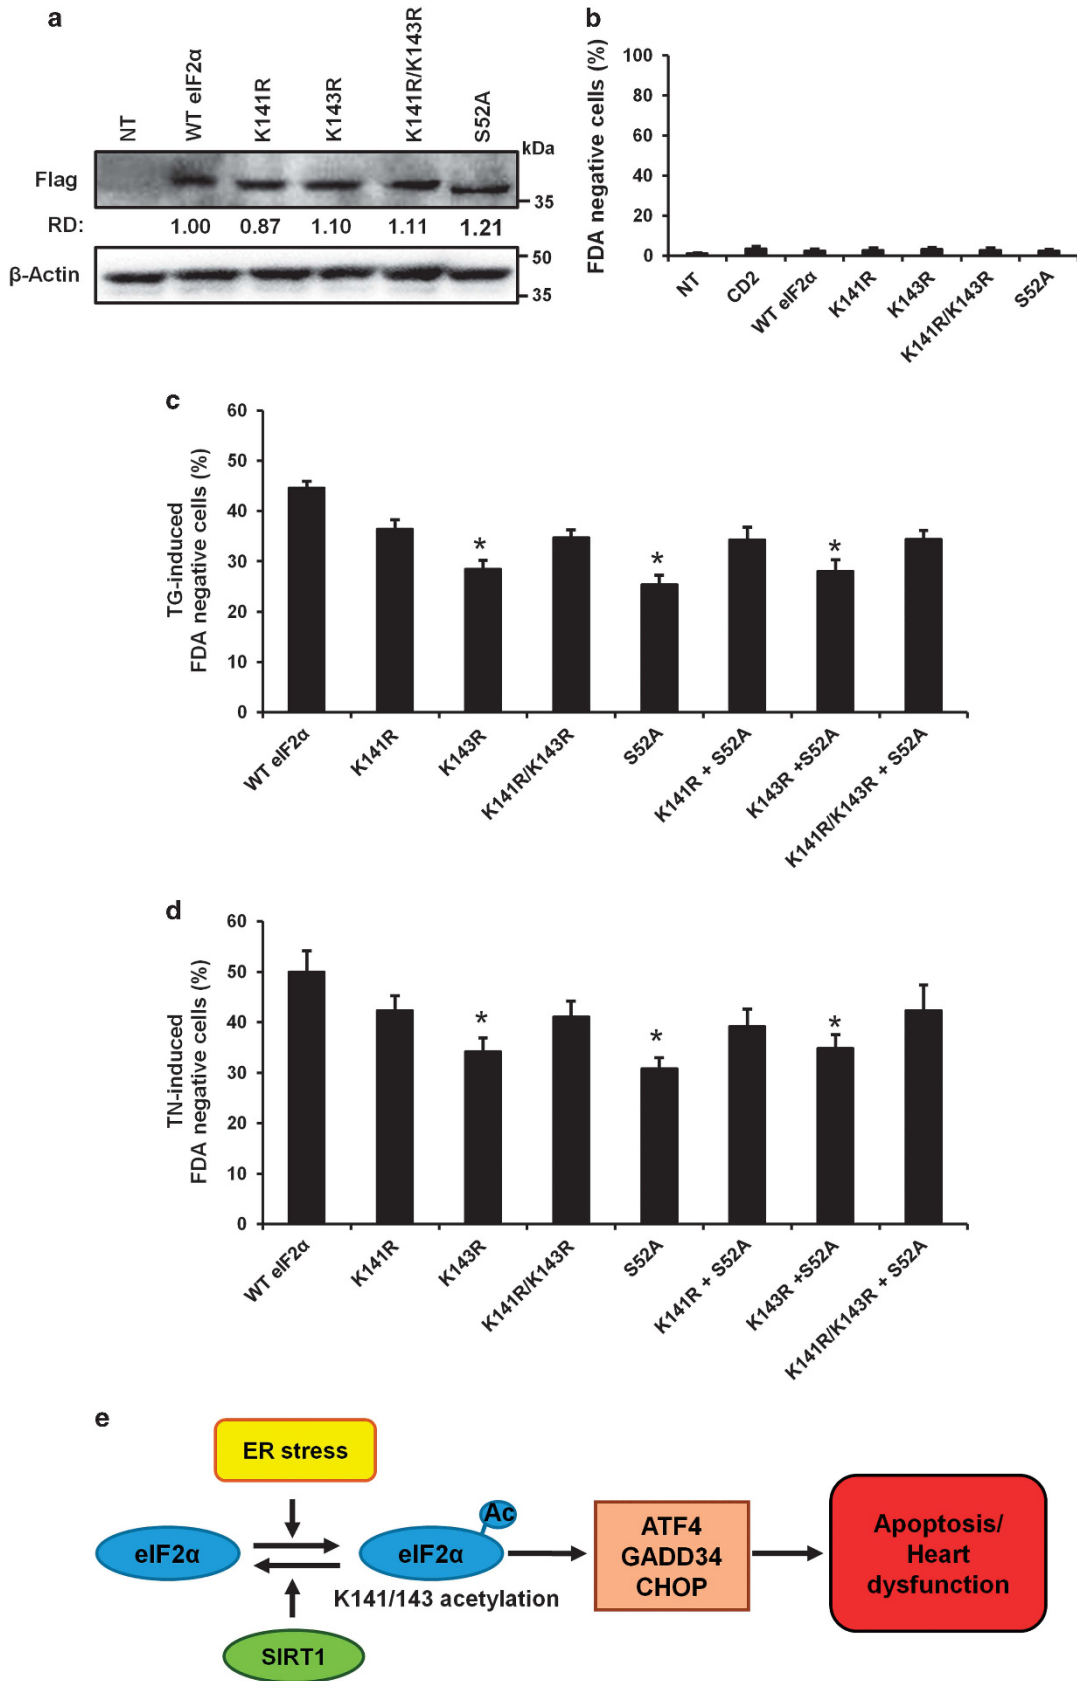 a
NT
WT eIF2α
K141R
K143R
K141R/K143R
S52A
kDa
Flag
35
RD:
1.00 0.87 1.10 1.11 1.21
β-Actin
50
35
b
FDA negative cells (%)
100
80
60
40
20
0
NT
CD2
WT eIF2α
K141R
K143R
K141R/K143R
S52A
c
TG-induced
FDA negative cells (%)
60
50
40
30
20
10
0
*
*
*
WT eIF2α
K141R
K143R
K141R/K143R
S52A
K141R + S52A
K143R +S52A
K141R/K143R + S52A
d
TN-induced
FDA negative cells (%)
60
50
40
30
20
10
0
*
*
*
WT eIF2α
K141R
K143R
K141R/K143R
S52A
K141R + S52A
K143R +S52A
K141R/K143R + S52A
e
ER stress
eIF2α
Ac
eIF2α
K141/143 acetylation
SIRT1
ATF4
GADD34
CHOP
Apoptosis/
Heart
dysfunction